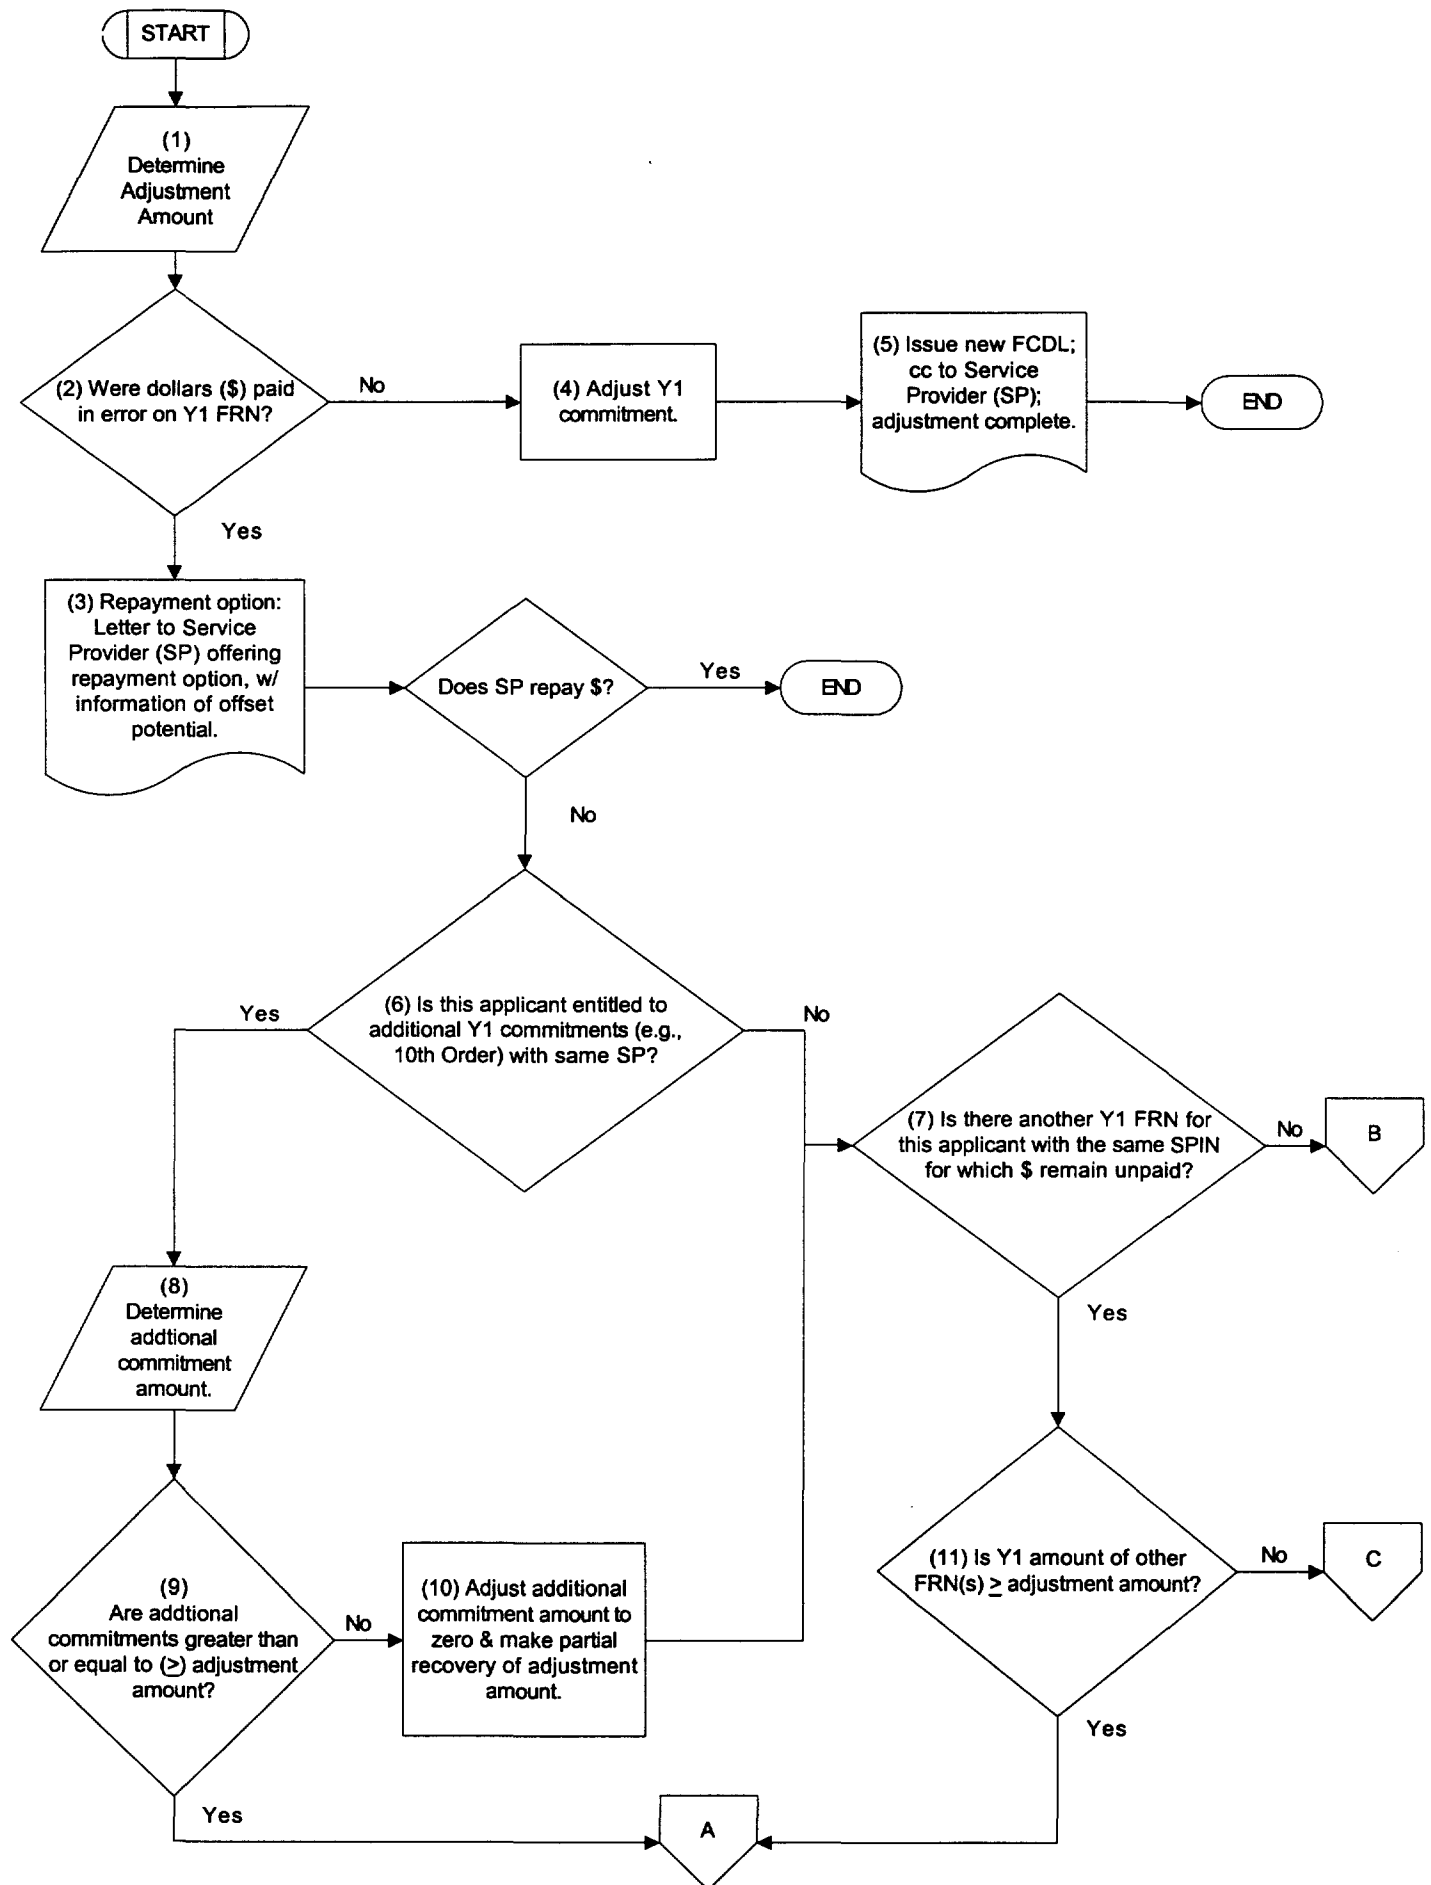 START
(1)
Determine
Adjustment
Amount
(2) Were dollars ($) paid
in error on Y1 FRN?
No
(4) Adjust Y1
commitment.
(5) Issue new FCDL;
cc to Service
Provider (SP);
adjustment complete.
END
Yes
(3) Repayment option:
Letter to Service
Provider (SP) offering
repayment option, w/
information of offset
potential.
Does SP repay $?
Yes
END
No
(6) Is this applicant entitled to
additional Y1 commitments (e.g.,
10th Order) with same SP?
Yes
No
(7) Is there another Y1 FRN for
this applicant with the same SPIN
for which $ remain unpaid?
No
B
Yes
(8)
Determine
addtional
commitment
amount.
(9)
Are addtional
commitments greater than
or equal to (≥) adjustment
amount?
No
(10) Adjust additional
commitment amount to
zero & make partial
recovery of adjustment
amount.
(11) Is Y1 amount of other
FRN(s) ≥ adjustment amount?
No
C
Yes
Yes
A